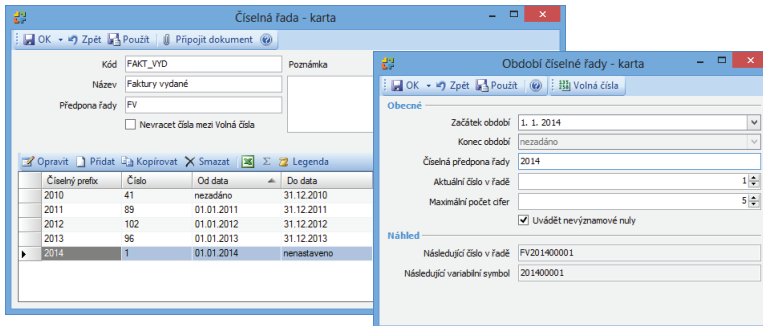 Číselná řada - karta
OK Zpět Použít Připojit dokument
Kód FAKT_VYD Poznámka
Název Faktury vydané
Předpona řady FV
Nevracet čísla mezi Volná čísla
Opravit Přidat Kopírovat Smazat Σ Legenda
Číselný prefix Číslo Od data Do data
2010 41 nezadáno 31.12.2010
2011 89 01.01.2011 31.12.2011
2012 102 01.01.2012 31.12.2012
2013 96 01.01.2013 31.12.2013
2014 1 01.01.2014 nenastaveno
Období číselné řady - karta
OK Zpět Použít Volná čísla
Obecné
Začátek období 1. 1. 2014
Konec období nezadáno
Číselná předpona řady 2014
Aktuální číslo v řadě 1
Maximální počet cifer 5
Uvádět nevýznamové nuly
Náhled
Následující číslo v řadě FV201400001
Následující variabilní symbol 201400001